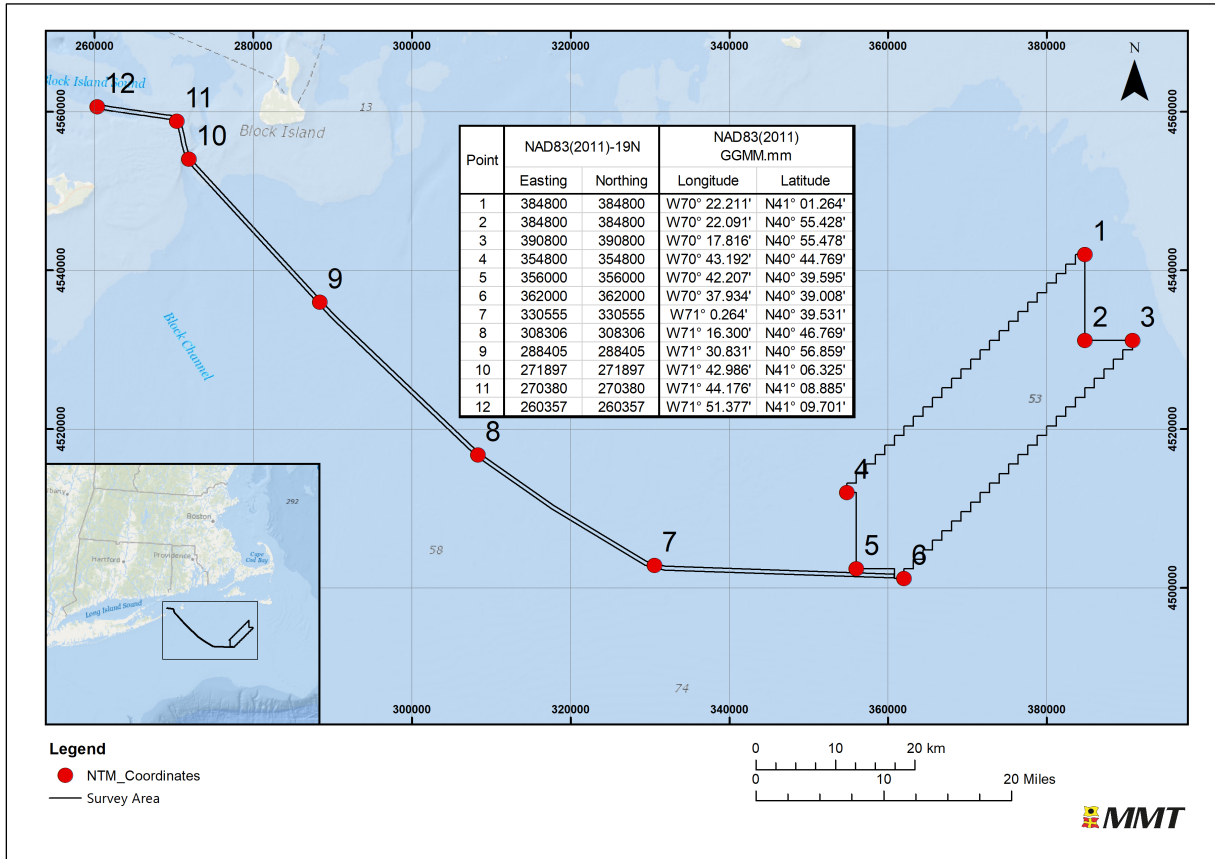 260000 280000 300000 320000 340000 360000 380000
N
Block Island Sound
12
11
10
13
Block Island
4560000
4560000
Point NAD83(2011)-19N NAD83(2011) GGMM.mm
Easting Northing Longitude Latitude
1 384800 384800 W70° 22.211' N41° 01.264'
2 384800 384800 W70° 22.091' N40° 55.428'
3 390800 390800 W70° 17.816' N40° 55.478'
4 354800 354800 W70° 43.192' N40° 44.769'
5 356000 356000 W70° 42.207' N40° 39.595'
6 362000 362000 W70° 37.934' N40° 39.008'
7 330555 330555 W71° 0.264' N40° 39.531'
8 308306 308306 W71° 16.300' N40° 46.769'
9 288405 288405 W71° 30.831' N40° 56.859'
10 271897 271897 W71° 42.986' N41° 06.325'
11 270380 270380 W71° 44.176' N41° 08.885'
12 260357 260357 W71° 51.377' N41° 09.701'
1
4540000
4540000
9
2
3
Block Channel
53
4520000
4520000
8
4
7
5
6
58
4500000
4500000
74
292
Boston
Hartford
Providence
Cape
Cod Bay
Long Island Sound
300000 320000 340000 360000 380000
Legend
NTM_Coordinates
Survey Area
0 10 20 km
0 10 20 Miles
MMT